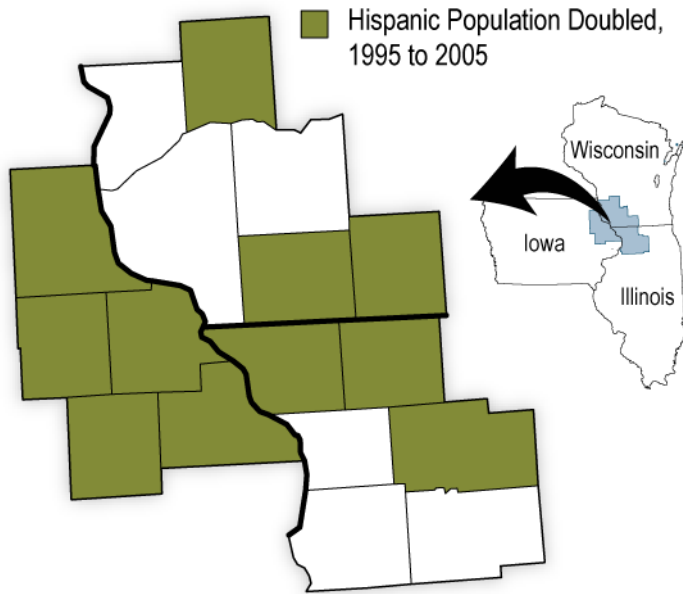 Hispanic Population Doubled,
1995 to 2005
Wisconsin
Iowa
Illinois